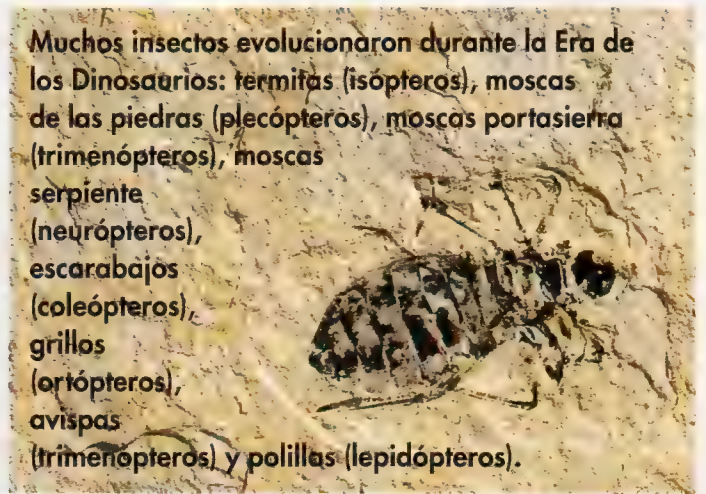 Muchos insectos evolucionaron durante la Era de
los Dinosaurios: termitas (isópteros), moscas
de las piedras (plecópteros), moscas portasierra
(trimenópteros), moscas
serpiente
(neurópteros),
escarabajos
(coleópteros),
grillos
(ortópteros),
avispas
(trimenópteros) y polillas (lepidópteros).